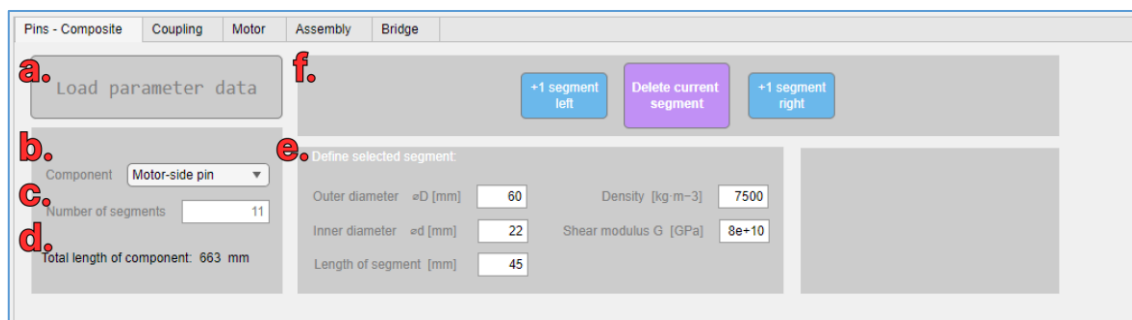 Pins - Composite Coupling Motor Assembly Bridge
a. Load parameter data
f. +1 segment left Delete current segment +1 segment right
b.
Component Motor-side pin
c.
Number of segments 11
d.
Total length of component: 663 mm
e. Define selected segment:
Outer diameter ⌀D [mm] 60 Density [kg·m−3] 7500
Inner diameter ⌀d [mm] 22 Shear modulus G [GPa] 8e+10
Length of segment [mm] 45